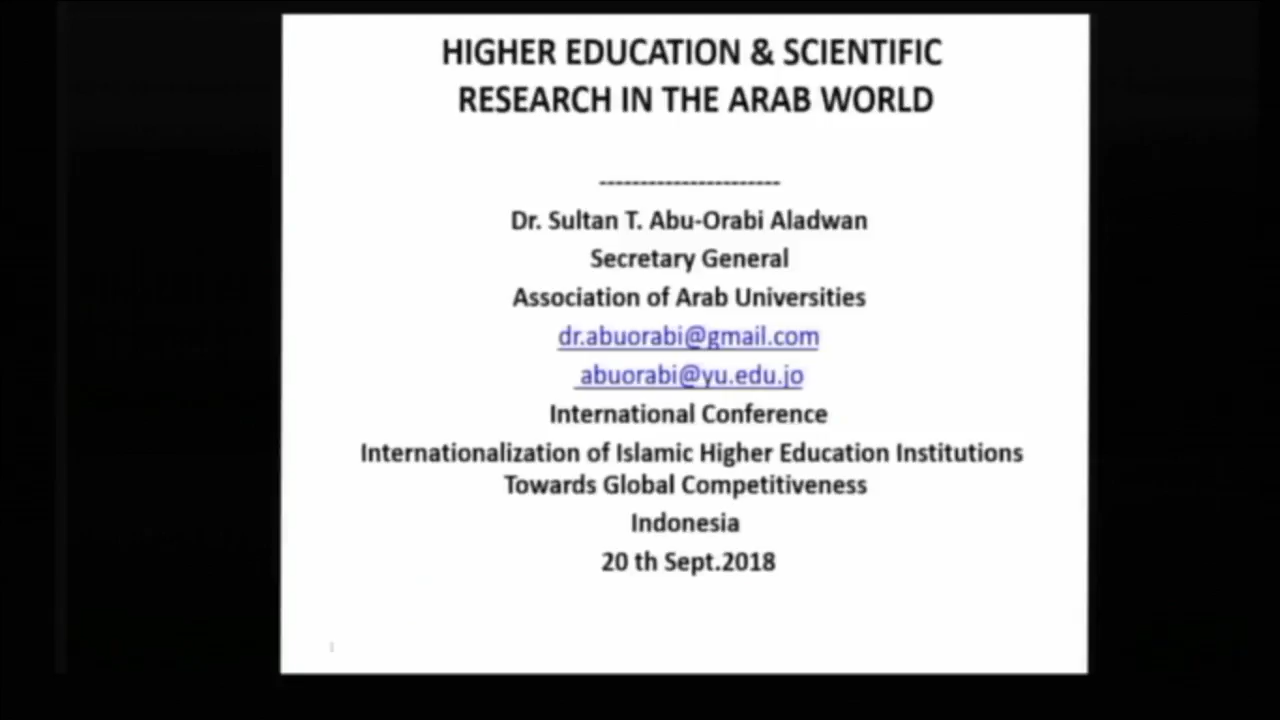 HIGHER EDUCATION & SCIENTIFIC
RESEARCH IN THE ARAB WORLD
-----------------------
Dr. Sultan T. Abu-Orabi Aladwan
Secretary General
Association of Arab Universities
dr.abuorabi@gmail.com
abuorabi@yu.edu.jo
International Conference
Internationalization of Islamic Higher Education Institutions
Towards Global Competitiveness
Indonesia
20 th Sept.2018